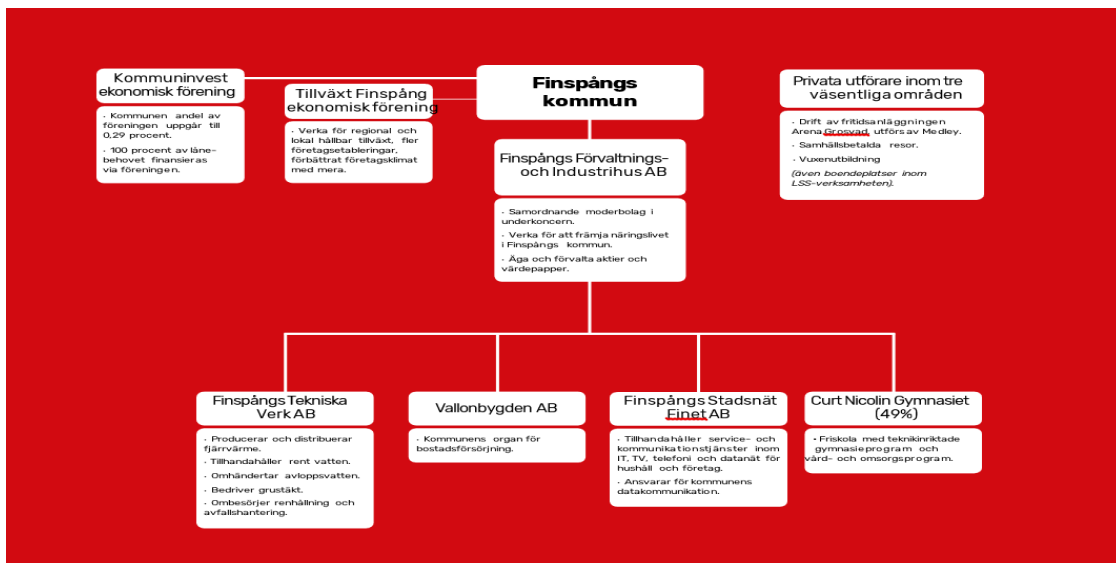 Kommuninvest
ekonomisk förening
· Kommunen andel av
föreningen uppgår till
0,29 procent.
· 100 procent av låne-
behovet finansieras
via föreningen.
Tillväxt Finspång
ekonomisk förening
· Verka för regional och
lokal hållbar tillväxt, fler
företagsetableringar,
förbättrat företagsklimat
med mera.
Finspångs
kommun
Privata utförare inom tre
väsentliga områden
· Drift av fritidsanläggningen
Arena Grosvad, utförs av Medley.
· Samhällsbetalda resor.
· Vuxenutbildning
(även boendeplatser inom
LSS-verksamheten).
Finspångs Förvaltnings-
och Industrihus AB
· Samordnande moderbolag i
underkoncern.
· Verka för att främja näringslivet
i Finspångs kommun.
· Äga och förvalta aktier och
värdepapper.
Finspångs Tekniska
Verk AB
· Producerar och distribuerar
fjärrvärme.
· Tillhandahåller rent vatten.
· Omhändertar avloppsvatten.
· Bedriver grustäkt.
· Ombesörjer renhållning och
avfallshantering.
Vallonbygden AB
· Kommunens organ för
bostadsförsörjning.
Finspångs Stadsnät
Finet AB
· Tillhandahåller service- och
kommunikationstjänster inom
IT, TV, telefoni och datanät för
hushåll och företag.
· Ansvarar för kommunens
datakommunikation.
Curt Nicolin Gymnasiet
(49%)
• Friskola med teknikinriktade
gymnasieprogram och
vård- och omsorgsprogram.